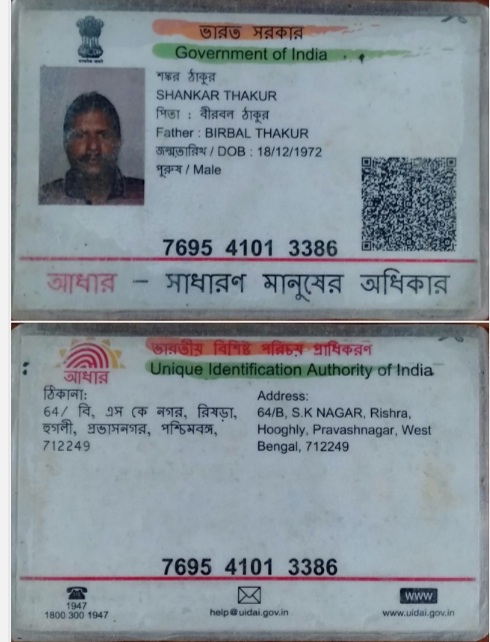 ভারত সরকার
Government of India
শঙ্কর ঠাকুর
SHANKAR THAKUR
পিতা : বীরবল ঠাকুর
Father : BIRBAL THAKUR
জন্মতারিখ / DOB : 18/12/1972
পুরুষ / Male
7695 4101 3386
আধার – সাধারণ মানুষের অধিকার
ভারতীয় বিশিষ্ট পরিচয় প্রাধিকরণ
Unique Identification Authority of India
আধার
ঠিকানা:
64/ বি, এস কে নগর, রিষড়া,
হুগলী, প্রভাসনগর, পশ্চিমবঙ্গ,
712249
Address:
64/B, S.K NAGAR, Rishra,
Hooghly, Pravashnagar, West
Bengal, 712249
7695 4101 3386
1947
1800 300 1947
help@uidai.gov.in
www
www.uidai.gov.in